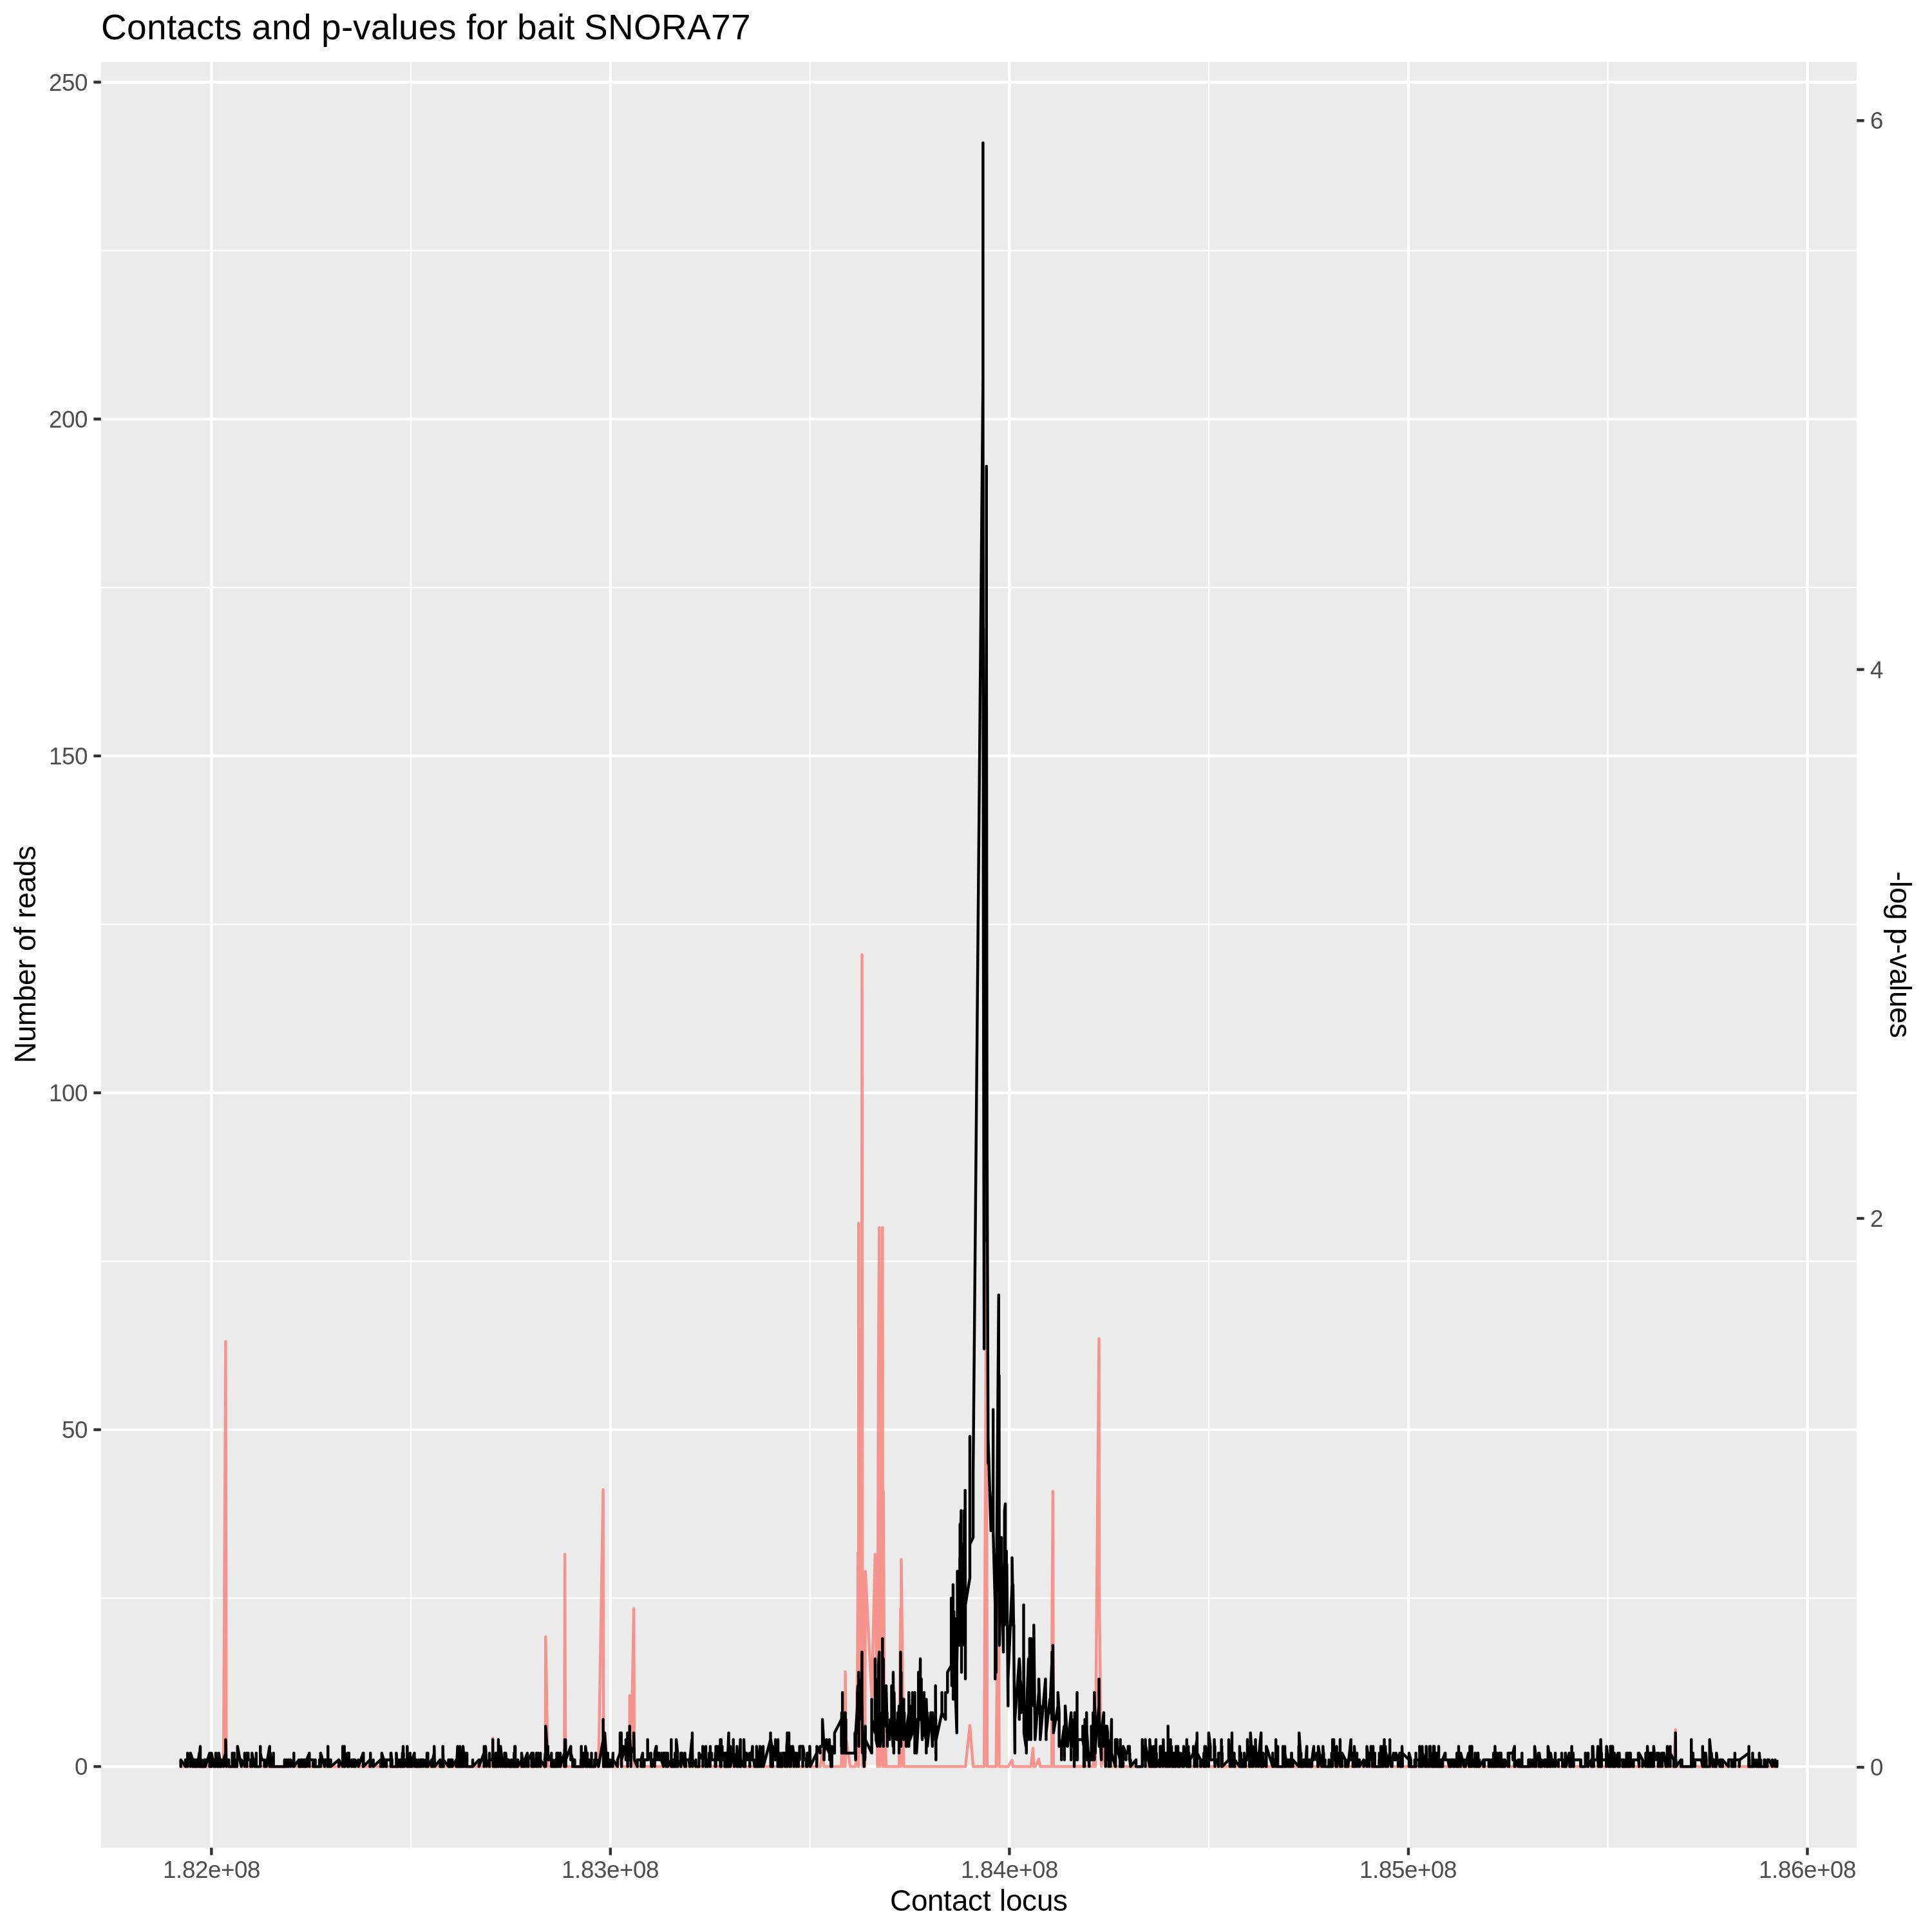 Contacts and p-values for bait SNORA77
250
200
150
100
50
0
Number of reads
6
4
2
0
-log p-values
1.82e+08
1.83e+08
1.84e+08
1.85e+08
1.86e+08
Contact locus